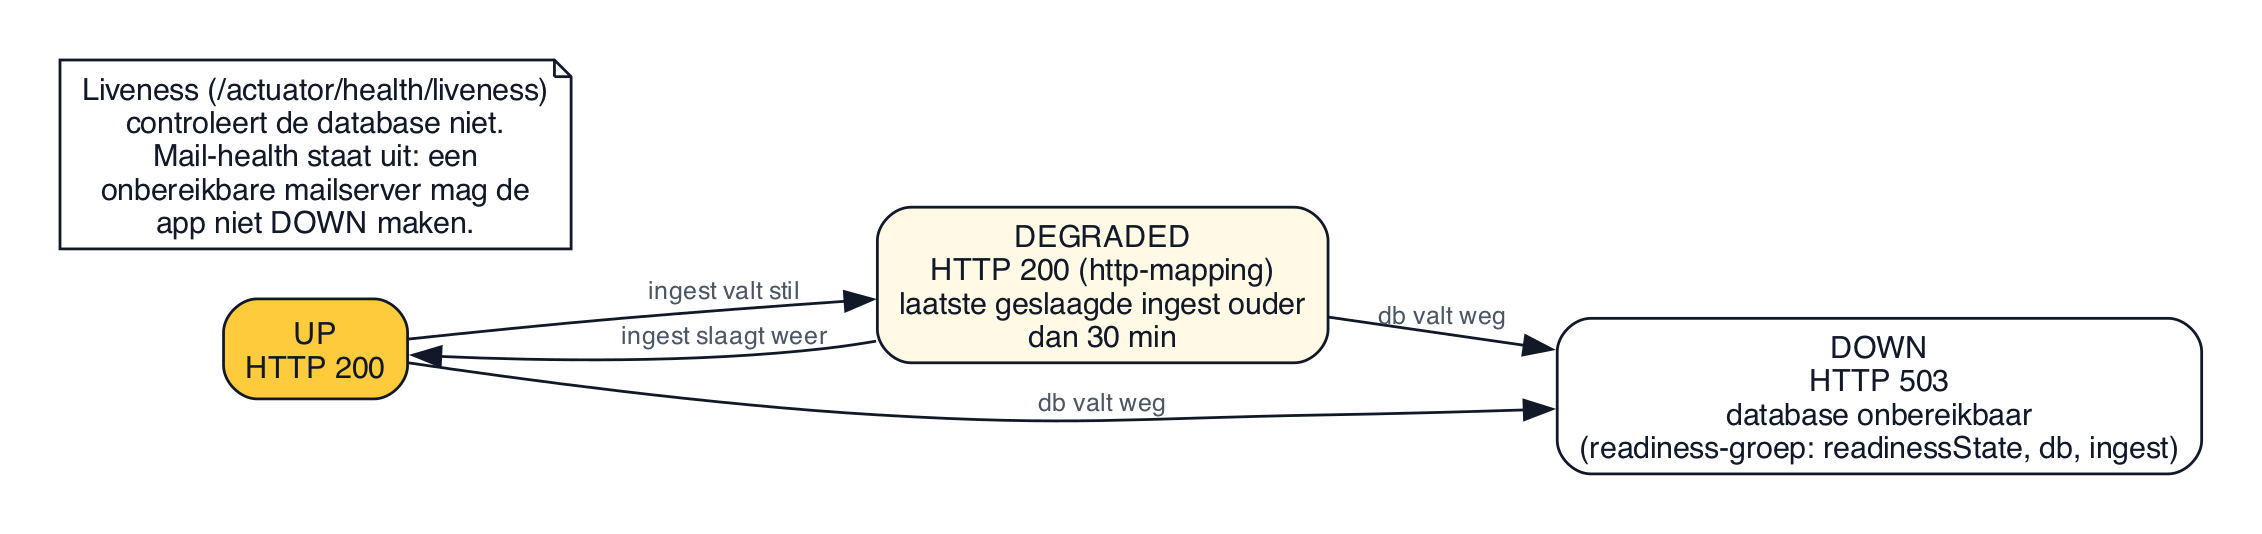 Liveness (/actuator/health/liveness)
controleert de database niet.
Mail-health staat uit: een
onbereikbare mailserver mag de
app niet DOWN maken.
UP
HTTP 200
ingest valt stil
ingest slaagt weer
db valt weg
DEGRADED
HTTP 200 (http-mapping)
laatste geslaagde ingest ouder
dan 30 min
db valt weg
DOWN
HTTP 503
database onbereikbaar
(readiness-groep: readinessState, db, ingest)